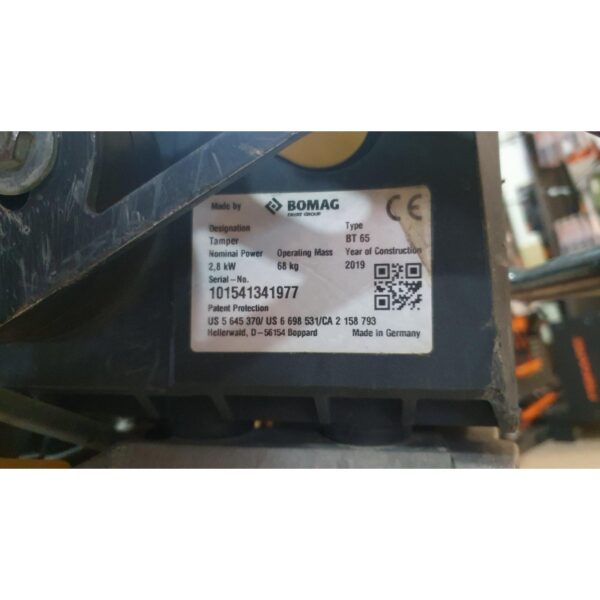 Made by BOMAG CE
FAYAT GROUP
Designation Type
Tamper BT 65
Nominal Power Operating Mass Year of Construction
2,8 kW 68 kg 2019
Serial-No.
101541341977
Patent Protection
US 5 645 370/ US 6 698 531/CA 2 158 793
Hellerwald, D-56154 Boppard Made in Germany